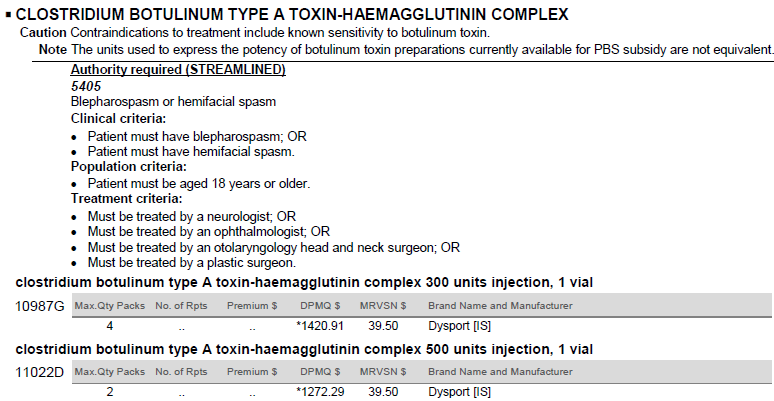 ▪ CLOSTRIDIUM BOTULINUM TYPE A TOXIN-HAEMAGGLUTININ COMPLEX
Caution Contraindications to treatment include known sensitivity to botulinum toxin.
Note The units used to express the potency of botulinum toxin preparations currently available for PBS subsidy are not equivalent.
Authority required (STREAMLINED)
5405
Blepharospasm or hemifacial spasm
Clinical criteria:
• Patient must have blepharospasm; OR
• Patient must have hemifacial spasm.
Population criteria:
• Patient must be aged 18 years or older.
Treatment criteria:
• Must be treated by a neurologist; OR
• Must be treated by an ophthalmologist; OR
• Must be treated by an otolaryngology head and neck surgeon; OR
• Must be treated by a plastic surgeon.
clostridium botulinum type A toxin-haemagglutinin complex 300 units injection, 1 vial
10987G Max.Qty Packs No. of Rpts Premium $ DPMQ $ MRVSN $ Brand Name and Manufacturer
4 .. .. *1420.91 39.50 Dysport [IS]
clostridium botulinum type A toxin-haemagglutinin complex 500 units injection, 1 vial
11022D Max.Qty Packs No. of Rpts Premium $ DPMQ $ MRVSN $ Brand Name and Manufacturer
2 .. .. *1272.29 39.50 Dysport [IS]